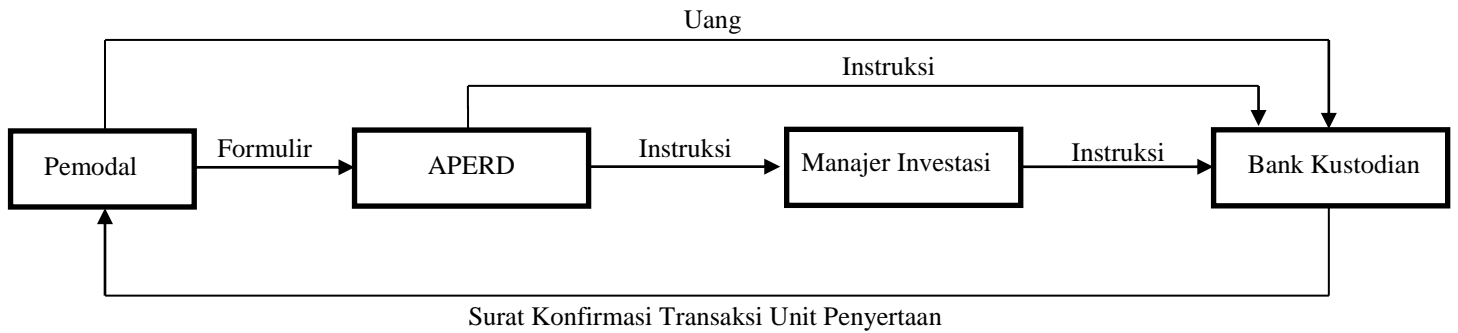 Uang
Instruksi
Pemodal
Formulir
APERD
Instruksi
Manajer Investasi
Instruksi
Bank Kustodian
Surat Konfirmasi Transaksi Unit Penyertaan